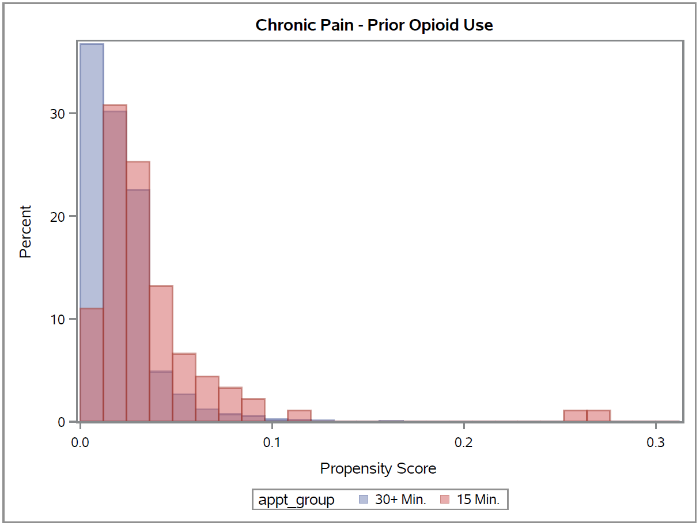 Chronic Pain - Prior Opioid Use
Percent
30
20
10
0
0.0 0.1 0.2 0.3
Propensity Score
appt_group 30+ Min. 15 Min.